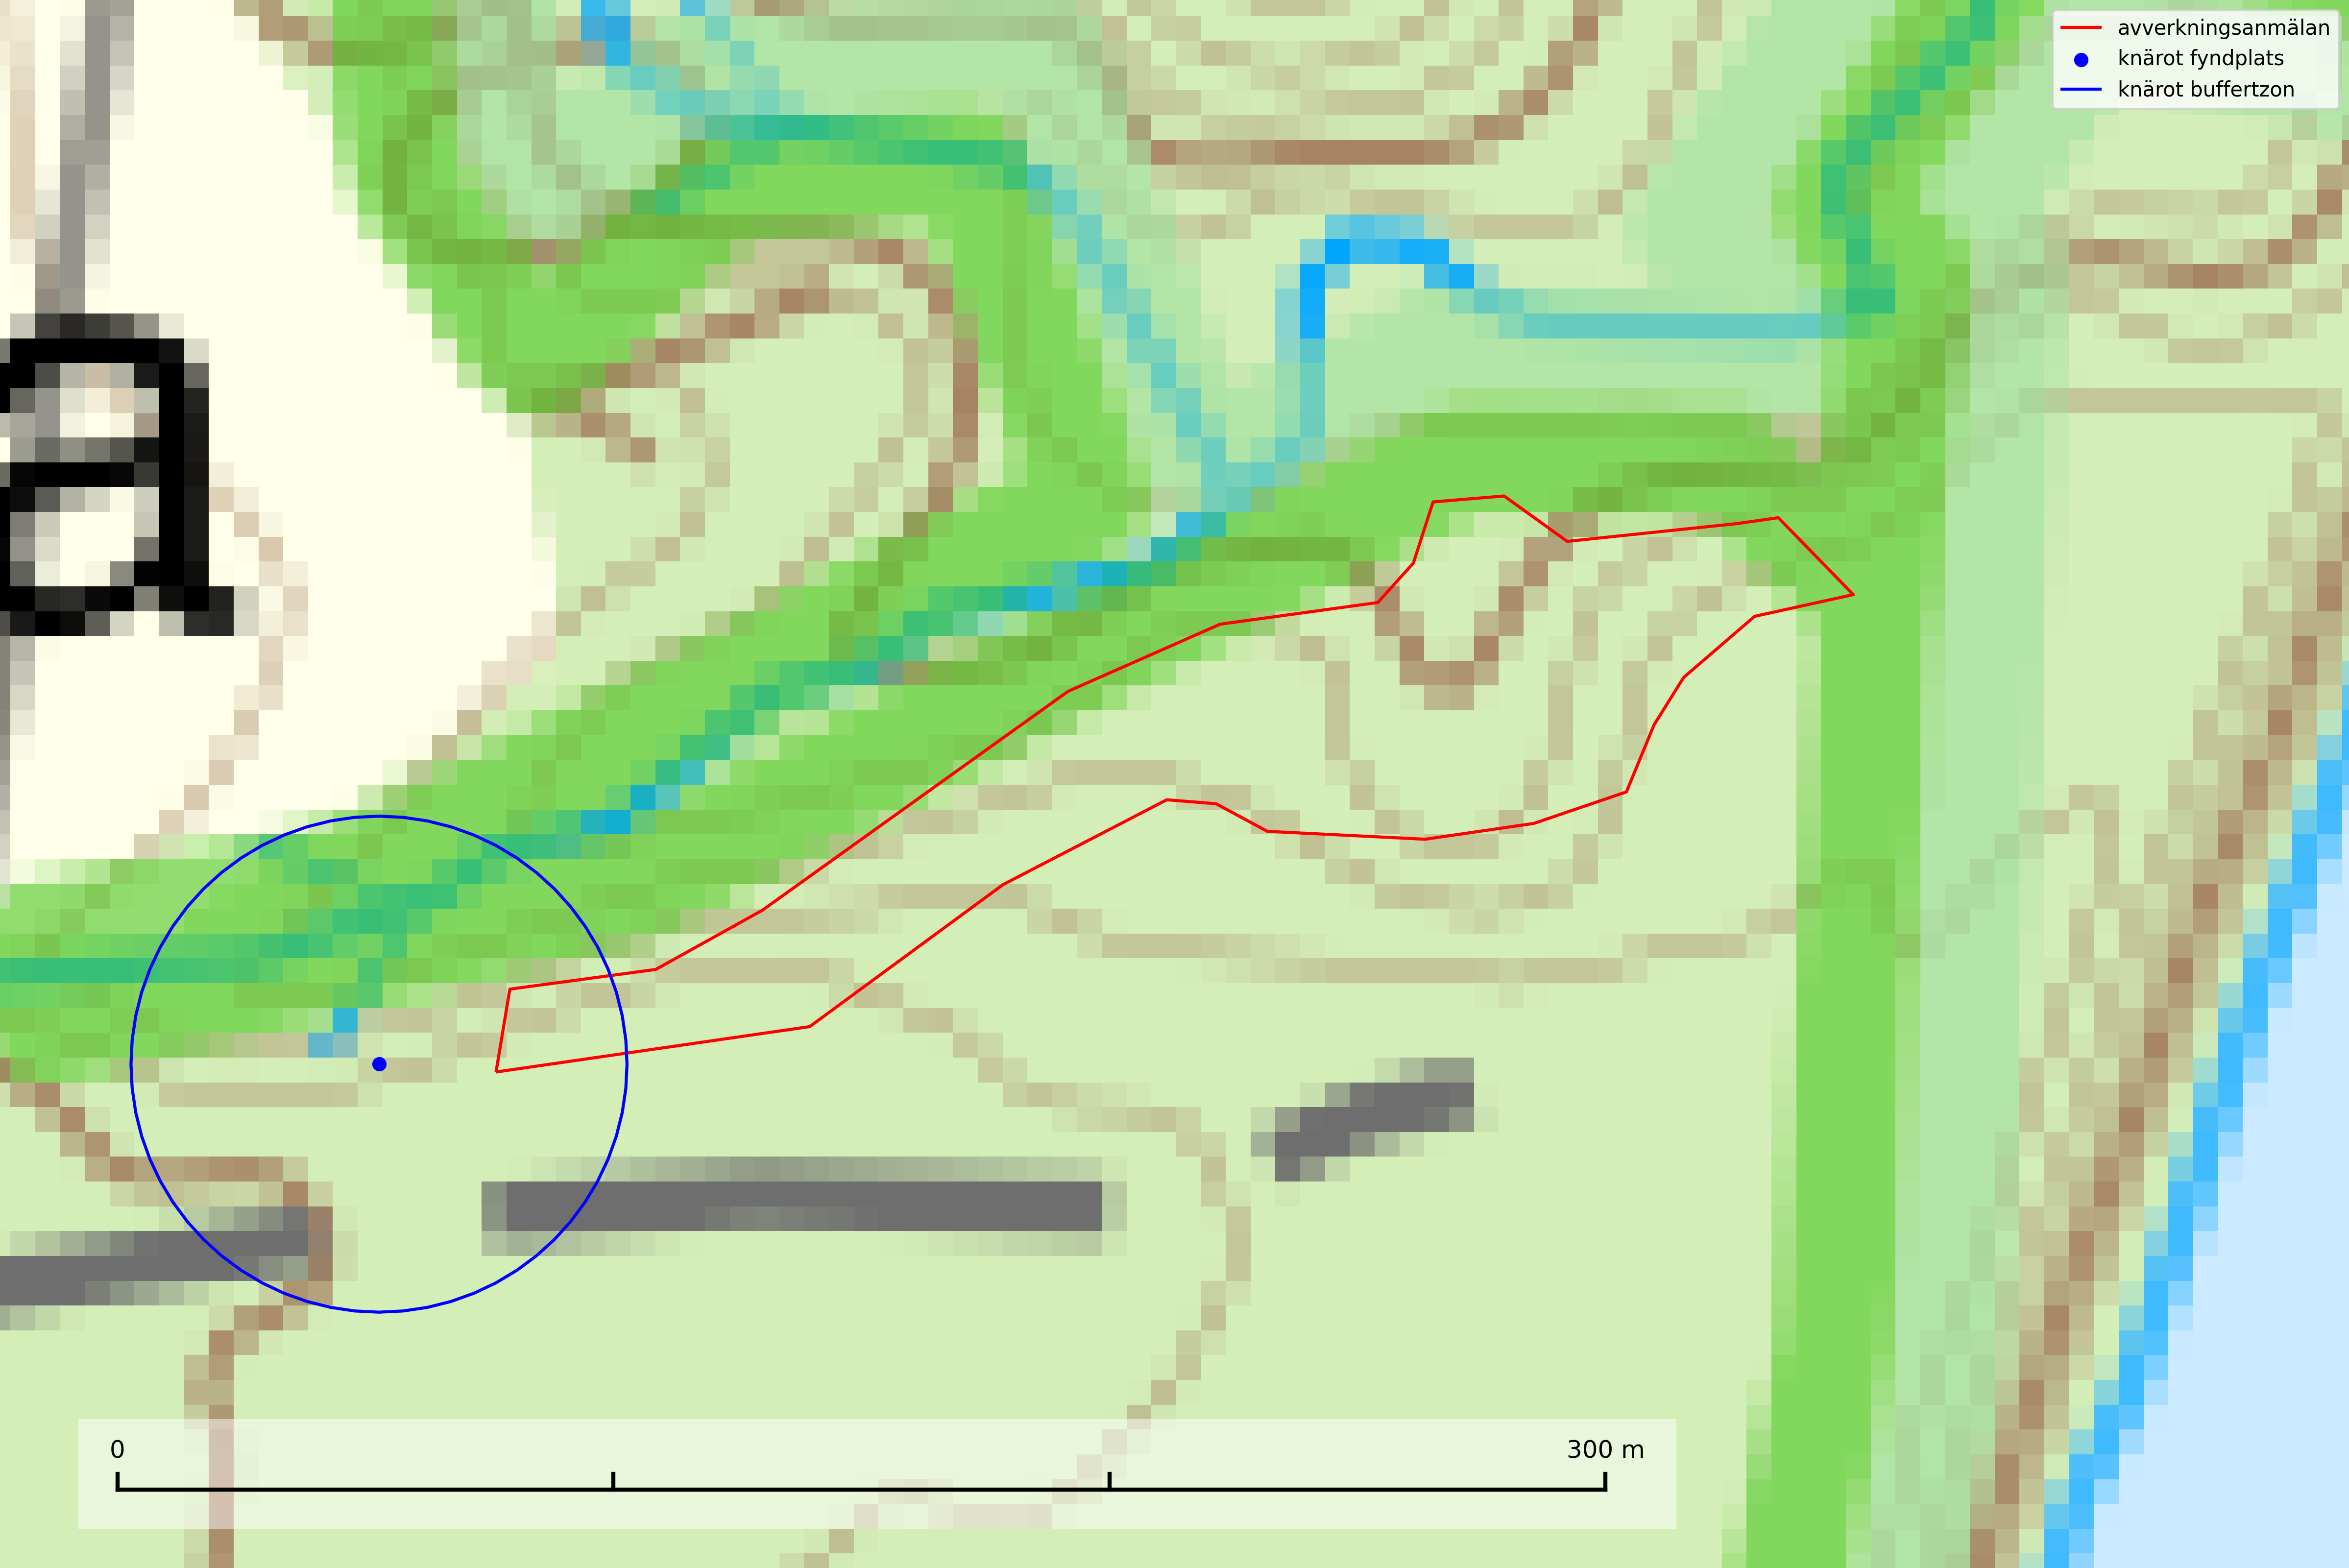 avverkningsanmälan
knärot fyndplats
knärot buffertzon
a
0
300 m